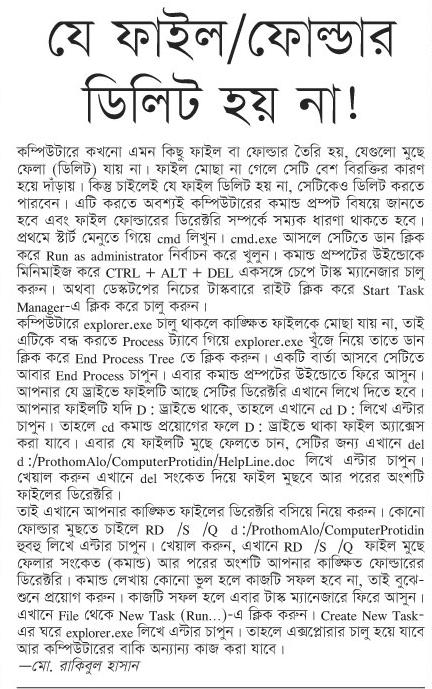 যে ফাইল/ফোল্ডার
ডিলিট হয় না!
কম্পিউটারে কখনো এমন কিছু ফাইল বা ফোল্ডার তৈরি হয়, যেগুলো মুছে
ফেলা (ডিলিট) যায় না। ফাইল মোছা না গেলে সেটি বেশ বিরক্তির কারণ
হয়ে দাঁড়ায়। কিন্তু চাইলেই যে ফাইল ডিলিট হয় না, সেটিকেও ডিলিট করতে
পারবেন। এটি করতে অবশ্যই কম্পিউটারের কমান্ড প্রম্পট বিষয়ে জানতে
হবে এবং ফাইল ফোল্ডারের ডিরেক্টরি সম্পর্কে সম্যক ধারণা থাকতে হবে।
প্রথমে স্টার্ট মেনুতে গিয়ে cmd লিখুন। cmd.exe আসলে সেটিতে ডান ক্লিক
করে Run as administrator নির্বাচন করে খুলুন। কমান্ড প্রম্পটের উইন্ডোকে
মিনিমাইজ করে CTRL + ALT + DEL একসঙ্গে চেপে টাস্ক ম্যানেজার চালু
করুন। অথবা ডেস্কটপের নিচের টাস্কবারে রাইট ক্লিক করে Start Task
Manager-এ ক্লিক করে চালু করুন।
কম্পিউটারে explorer.exe চালু থাকলে কাঙ্ক্ষিত ফাইলকে মোছা যায় না, তাই
এটিকে বন্ধ করতে Process ট্যাবে গিয়ে explorer.exe খুঁজে নিয়ে তাতে ডান
ক্লিক করে End Process Tree তে ক্লিক করুন। একটি বার্তা আসবে সেটিতে
আবার End Process চাপুন। এবার কমান্ড প্রম্পটের উইন্ডোতে ফিরে আসুন।
আপনার যে ড্রাইভে ফাইলটি আছে সেটির ডিরেক্টরি এখানে লিখে দিতে হবে।
আপনার ফাইলটি যদি D : ড্রাইভে থাকে, তাহলে এখানে cd D : লিখে এন্টার
চাপুন। তাহলে cd কমান্ড প্রয়োগের ফলে D : ড্রাইভে থাকা ফাইল অ্যাক্সেস
করা যাবে। এবার যে ফাইলটি মুছে ফেলতে চান, সেটির জন্য এখানে del
d :/ProthomAlo/ComputerProtidin/HelpLine.doc লিখে এন্টার চাপুন।
খেয়াল করুন এখানে del সংকেত দিয়ে ফাইল মুছবে আর পরের অংশটি
ফাইলের ডিরেক্টরি।
তাই এখানে আপনার কাঙ্ক্ষিত ফাইলের ডিরেক্টরি বসিয়ে নিয়ে করুন। কোনো
ফোল্ডার মুছতে চাইলে RD /S /Q d :/ProthomAlo/ComputerProtidin
হুবহু লিখে এন্টার চাপুন। খেয়াল করুন, এখানে RD /S /Q ফাইল মুছে
ফেলার সংকেত (কমান্ড) আর পরের অংশটি আপনার কাঙ্ক্ষিত ফোল্ডারের
ডিরেক্টরি। কমান্ড লেখায় কোনো ভুল হলে কাজটি সফল হবে না, তাই বুঝে-
শুনে প্রয়োগ করুন। কাজটি সফল হলে এবার টাস্ক ম্যানেজারে ফিরে আসুন।
এখানে File থেকে New Task (Run...)-এ ক্লিক করুন। Create New Task-
এর ঘরে explorer.exe লিখে এন্টার চাপুন। তাহলে এক্সপ্লোরার চালু হয়ে যাবে
আর কম্পিউটারের বাকি অন্যান্য কাজ করা যাবে।
—মো. রাকিবুল হাসান